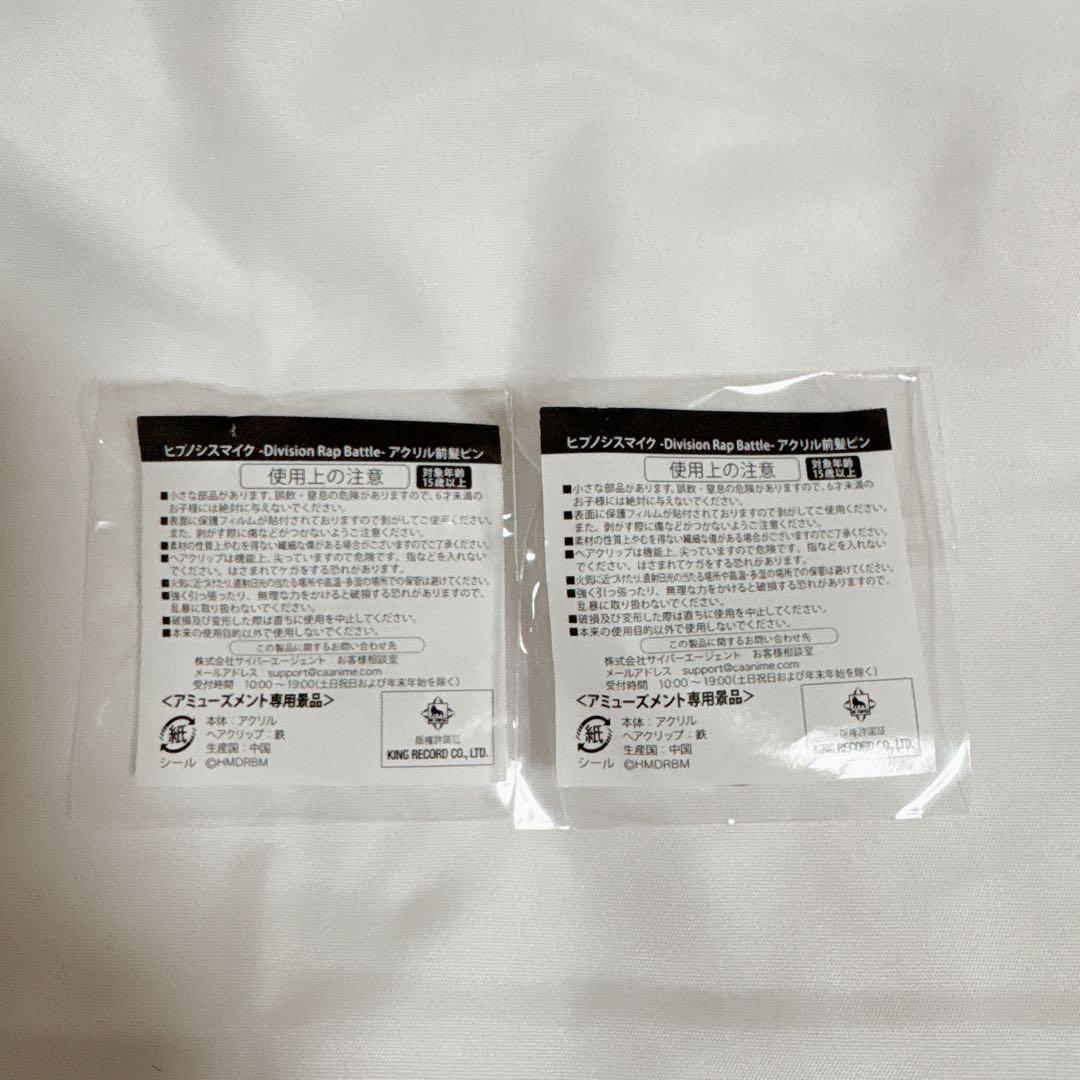 ヒプノシスマイク -Division Rap Battle- アクリル前髪ピン
使用上の注意
対象年齢
15歳以上
■小さな部品があります。誤飲・窒息の危険がありますので、6才未満の
お子様には絶対に与えないでください。
■表面に保護フィルムが貼付されておりますので剥がしてご使用ください。
また、剥がす際に傷などがつかないようご注意ください。
■素材の性質上やむを得ない繊細な傷がある場合がございますのでご了承ください。
■ヘアクリップは機能上、尖っていますので危険です。指などを入れない
でください。はさまれてケガをする恐れがあります。
■火気に近づけたり、直射日光の当たる場所や高温・多湿の場所での保管は避けてください。
■強く引っ張ったり、無理な力をかけると破損する恐れがありますので、
乱暴に取り扱わないでください。
■破損及び変形した際は直ちに使用を中止してください。
■本来の使用目的以外で使用しないでください。
この製品に関するお問い合わせ先
株式会社サイバーエージェント お客様相談室
メールアドレス support@caanime.com
受付時間 10:00～19:00(土日祝日および年末年始を除く)
<アミューズメント専用景品>
紙
本体：アクリル
ヘアクリップ：鉄
生産国：中国
シール ©HMDRBM
版権許諾証
KING RECORD CO., LTD.
ヒプノシスマイク -Division Rap Battle- アクリル前髪ピン
使用上の注意
対象年齢
15歳以上
■小さな部品があります。誤飲・窒息の危険がありますので、6才未満の
お子様には絶対に与えないでください。
■表面に保護フィルムが貼付されておりますので剥がしてご使用ください。
また、剥がす際に傷などがつかないようご注意ください。
■素材の性質上やむを得ない繊細な傷がある場合がございますのでご了承ください。
■ヘアクリップは機能上、尖っていますので危険です。指などを入れない
でください。はさまれてケガをする恐れがあります。
■火気に近づけたり、直射日光の当たる場所や高温・多湿の場所での保管は避けてください。
■強く引っ張ったり、無理な力をかけると破損する恐れがありますので、
乱暴に取り扱わないでください。
■破損及び変形した際は直ちに使用を中止してください。
■本来の使用目的以外で使用しないでください。
この製品に関するお問い合わせ先
株式会社サイバーエージェント お客様相談室
メールアドレス support@caanime.com
受付時間 10:00～19:00(土日祝日および年末年始を除く)
<アミューズメント専用景品>
紙
本体：アクリル
ヘアクリップ：鉄
生産国：中国
シール ©HMDRBM
版権許諾証
KING RECORD CO., LTD.